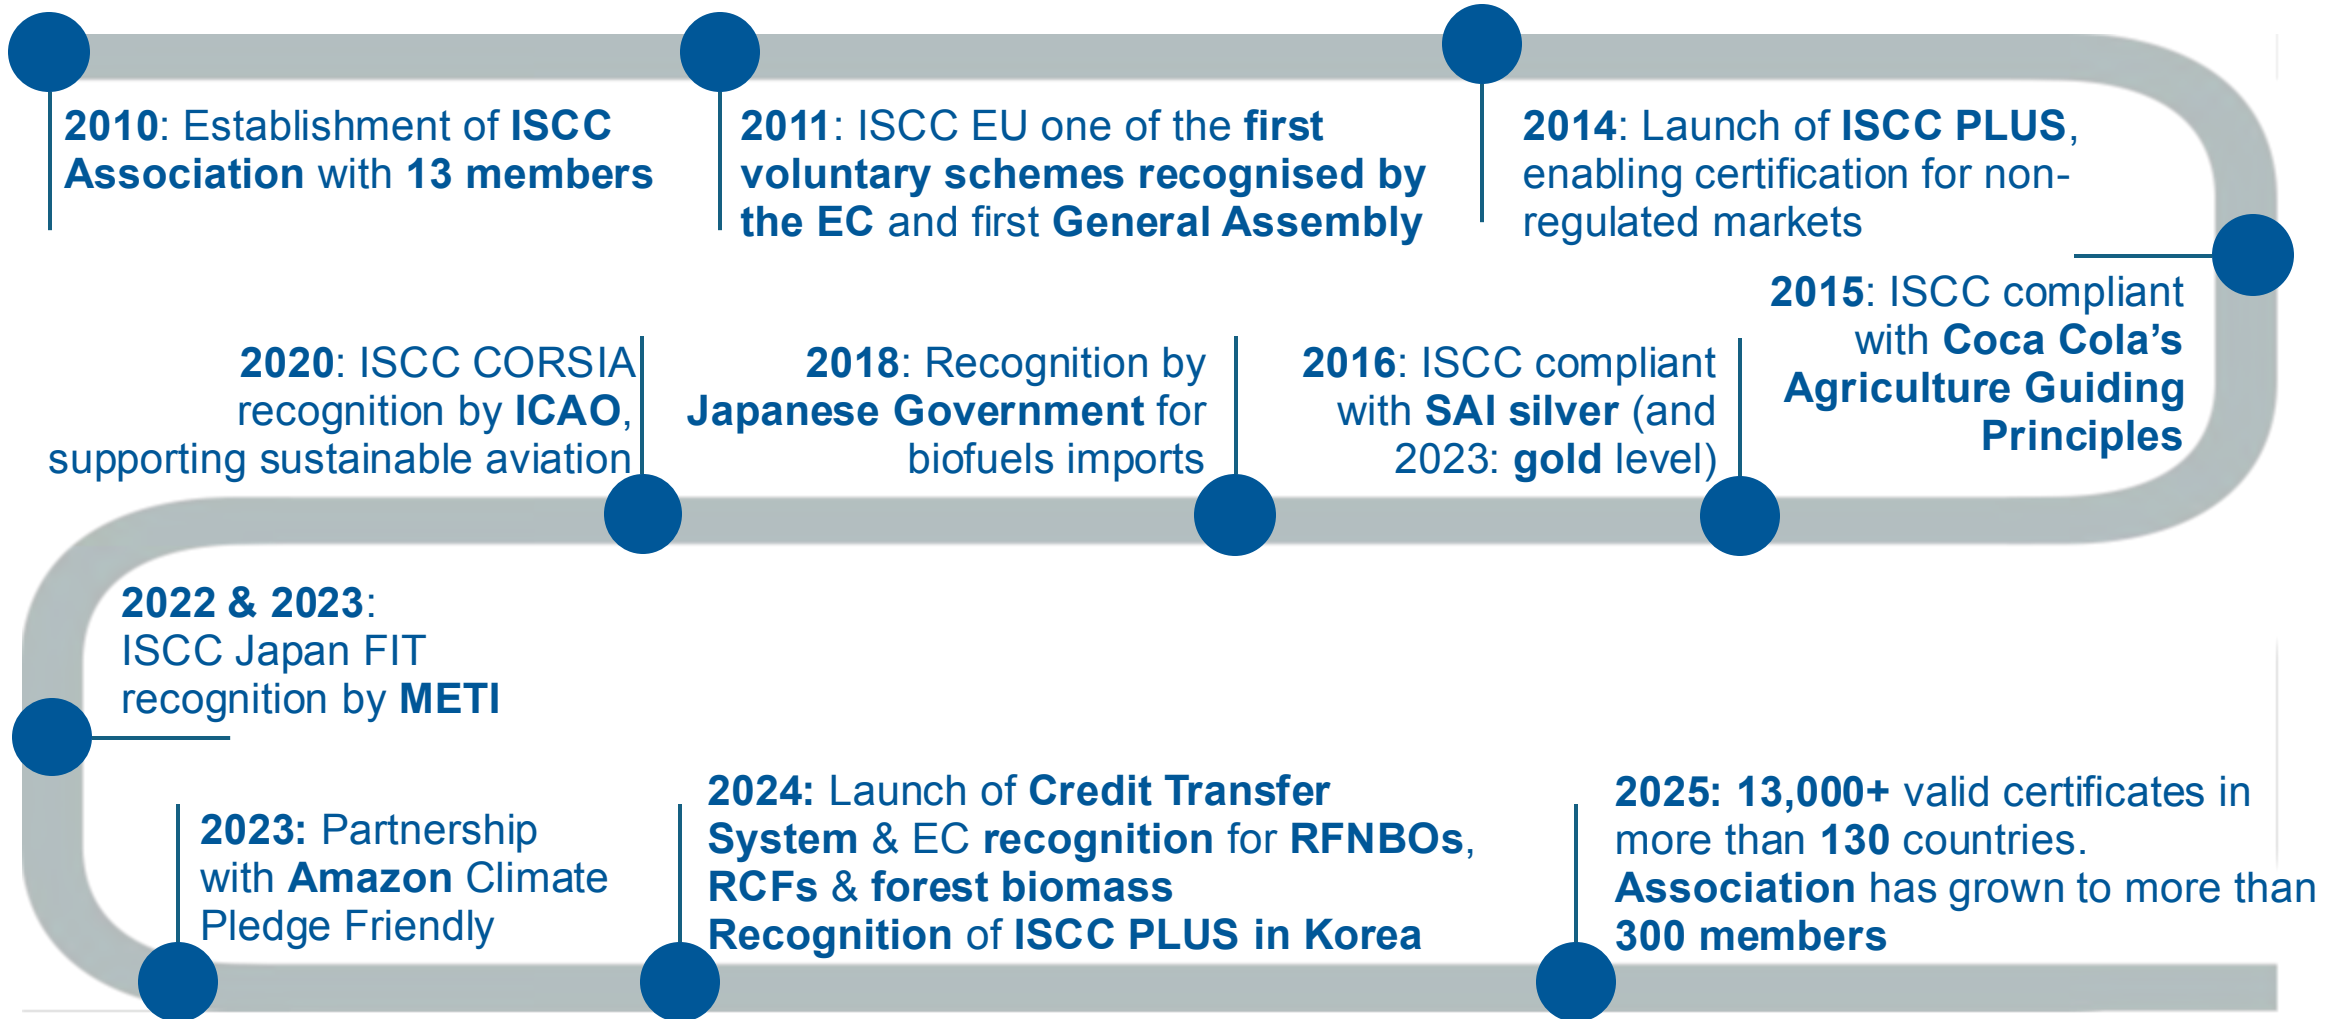 2010: Establishment of ISCC
Association with 13 members
2011: ISCC EU one of the first
voluntary schemes recognised by
the EC and first General Assembly
2014: Launch of ISCC PLUS,
enabling certification for non-
regulated markets
2015: ISCC compliant
with Coca Cola’s
Agriculture Guiding
Principles
2016: ISCC compliant
with SAI silver (and
2023: gold level)
2018: Recognition by
Japanese Government for
biofuels imports
2020: ISCC CORSIA
recognition by ICAO,
supporting sustainable aviation
2022 & 2023:
ISCC Japan FIT
recognition by METI
2023: Partnership
with Amazon Climate
Pledge Friendly
2024: Launch of Credit Transfer
System & EC recognition for RFNBOs,
RCFs & forest biomass
Recognition of ISCC PLUS in Korea
2025: 13,000+ valid certificates in
more than 130 countries.
Association has grown to more than
300 members